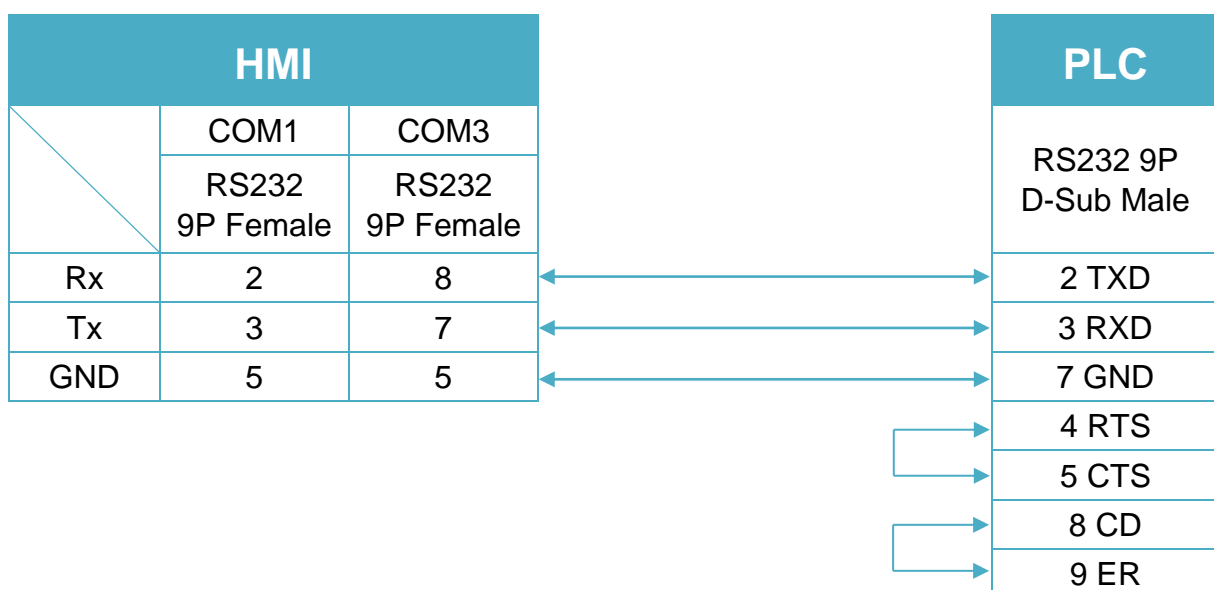 HMI
PLC
COM1 COM3
RS232 9P
D-Sub Male
RS232 RS232
9P Female 9P Female
Rx 2 8 2 TXD
Tx 3 7 3 RXD
GND 5 5 7 GND
4 RTS
5 CTS
8 CD
9 ER